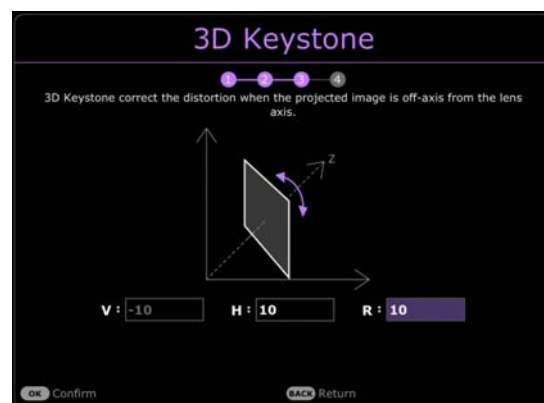 3D Keystone
1 2 3 4
3D Keystone correct the distortion when the projected image is off-axis from the lens
axis.
Z
V : -10 H : 10 R : 10
OK Confirm BACK Return